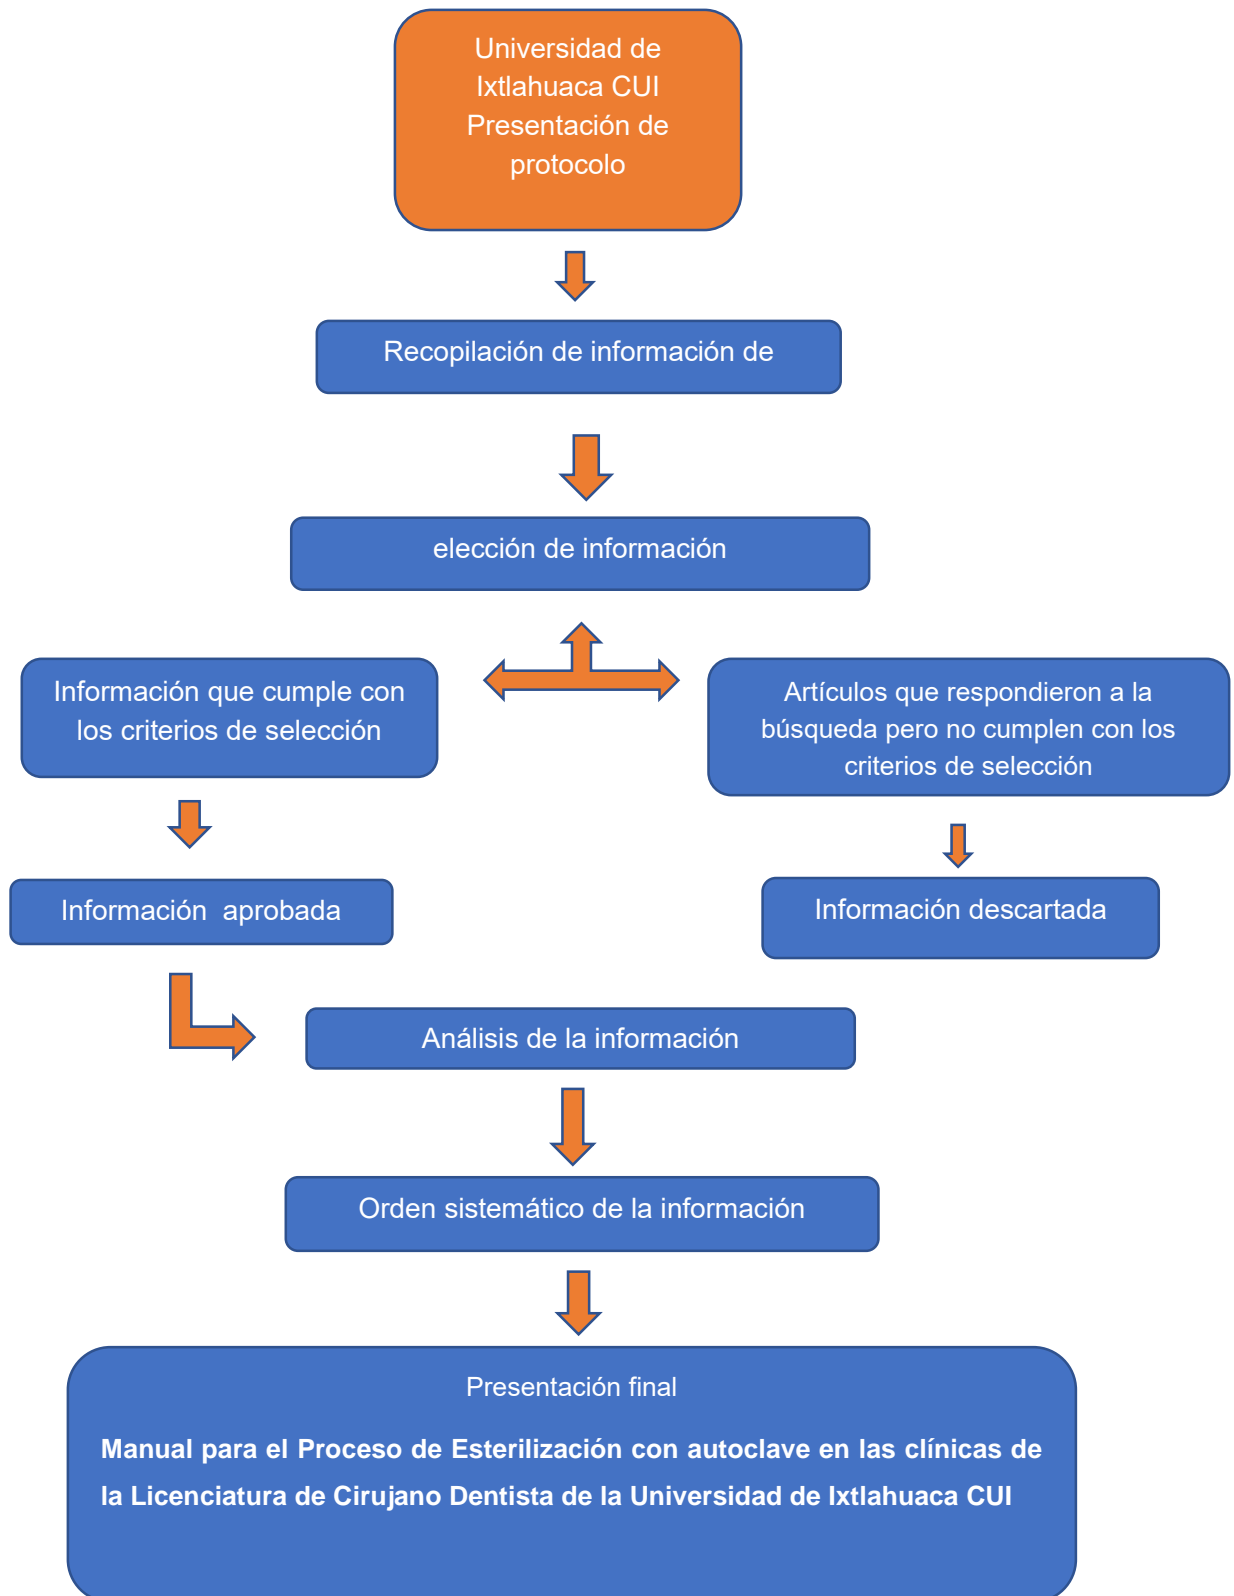 Universidad de
Ixtlahuaca CUI
Presentación de
protocolo
Recopilación de información de
elección de información
Información que cumple con
los criterios de selección
Artículos que respondieron a la
búsqueda pero no cumplen con los
criterios de selección
Información  aprobada
Información descartada
Análisis de la información
Orden sistemático de la información
Presentación final
Manual para el Proceso de Esterilización con autoclave en las clínicas de
la Licenciatura de Cirujano Dentista de la Universidad de Ixtlahuaca CUI